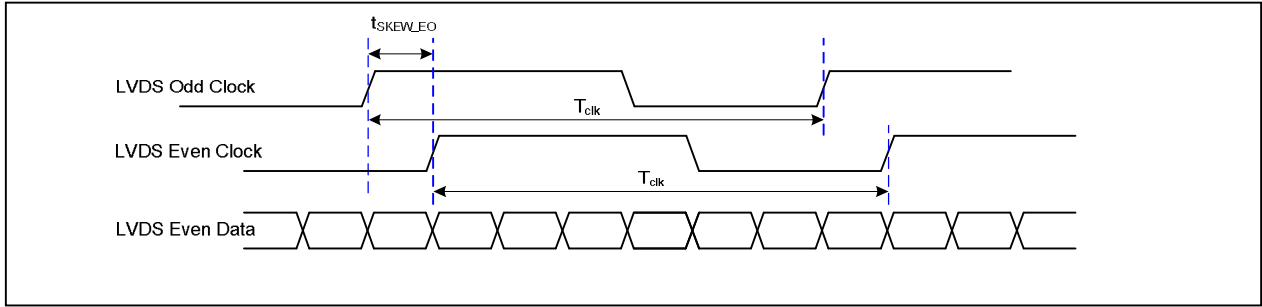 tSKEW_EO
LVDS Odd Clock
Tclk
LVDS Even Clock
Tclk
LVDS Even Data